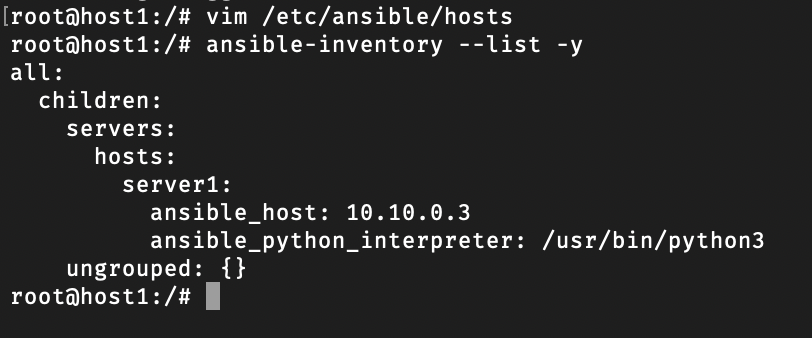 [root@host1:/# vim /etc/ansible/hosts
root@host1:/# ansible-inventory --list -y
all:
  children:
    servers:
      hosts:
        server1:
          ansible_host: 10.10.0.3
          ansible_python_interpreter: /usr/bin/python3
    ungrouped: {}
root@host1:/#